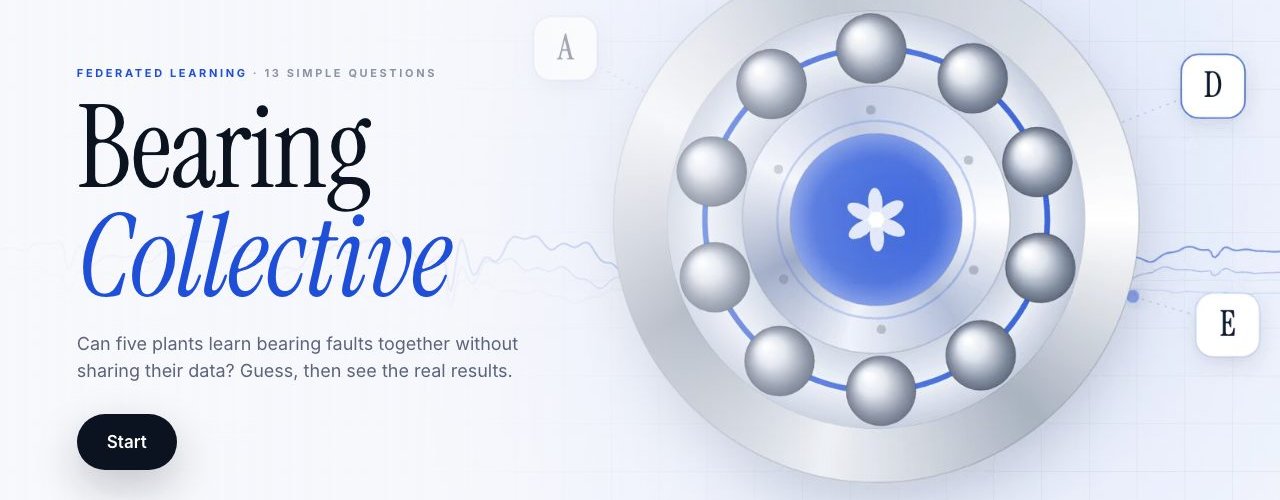 FEDERATED LEARNING · 13 SIMPLE QUESTIONS
Bearing
Collective
Can five plants learn bearing faults together without
sharing their data? Guess, then see the real results.
Start
A
D
E